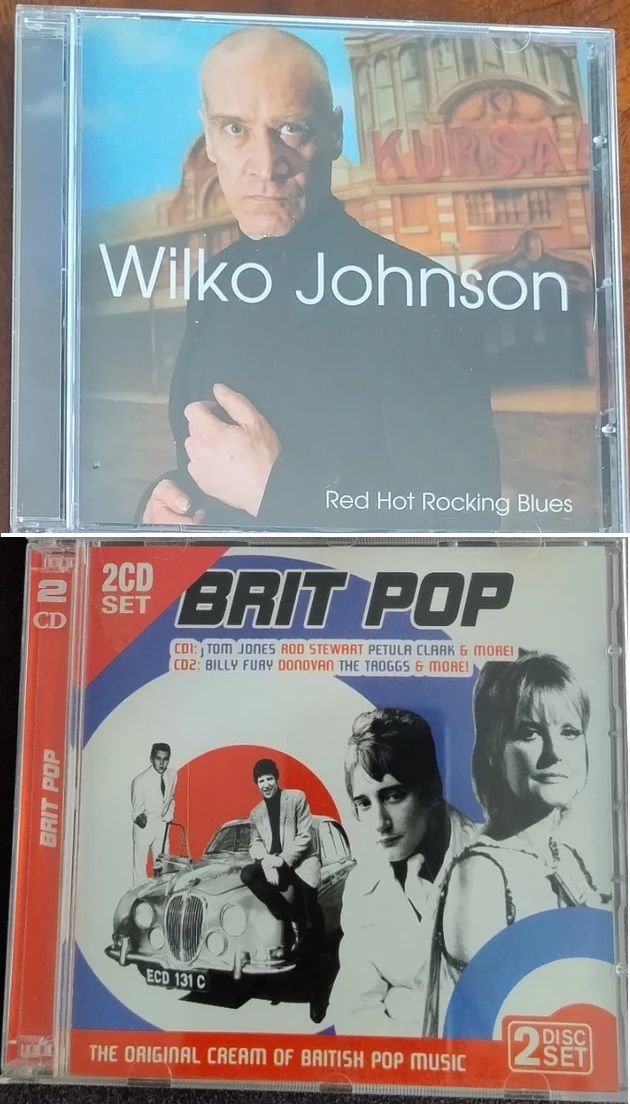 KURSA
Wilko Johnson
Red Hot Rocking Blues
2 CD
BRIT POP
2CD SET
BRIT POP
CD1: TOM JONES ROD STEWART PETULA CLARK & MORE!
CD2: BILLY FURY DONOVAN THE TROGGS & MORE!
ECD 131 C
THE ORIGINAL CREAM OF BRITISH POP MUSIC
2 DISC SET